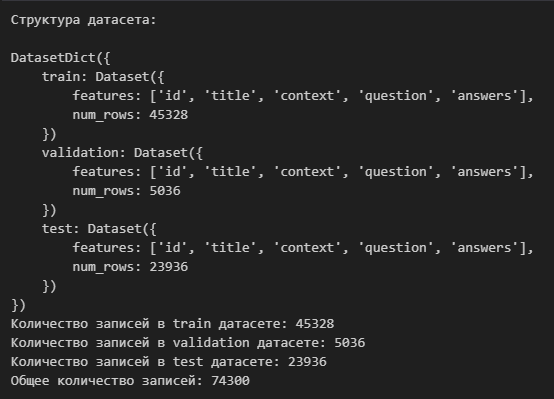 Структура датасета:
DatasetDict({
    train: Dataset({
        features: ['id', 'title', 'context', 'question', 'answers'],
        num_rows: 45328
    })
    validation: Dataset({
        features: ['id', 'title', 'context', 'question', 'answers'],
        num_rows: 5036
    })
    test: Dataset({
        features: ['id', 'title', 'context', 'question', 'answers'],
        num_rows: 23936
    })
})
Количество записей в train датасете: 45328
Количество записей в validation датасете: 5036
Количество записей в test датасете: 23936
Общее количество записей: 74300